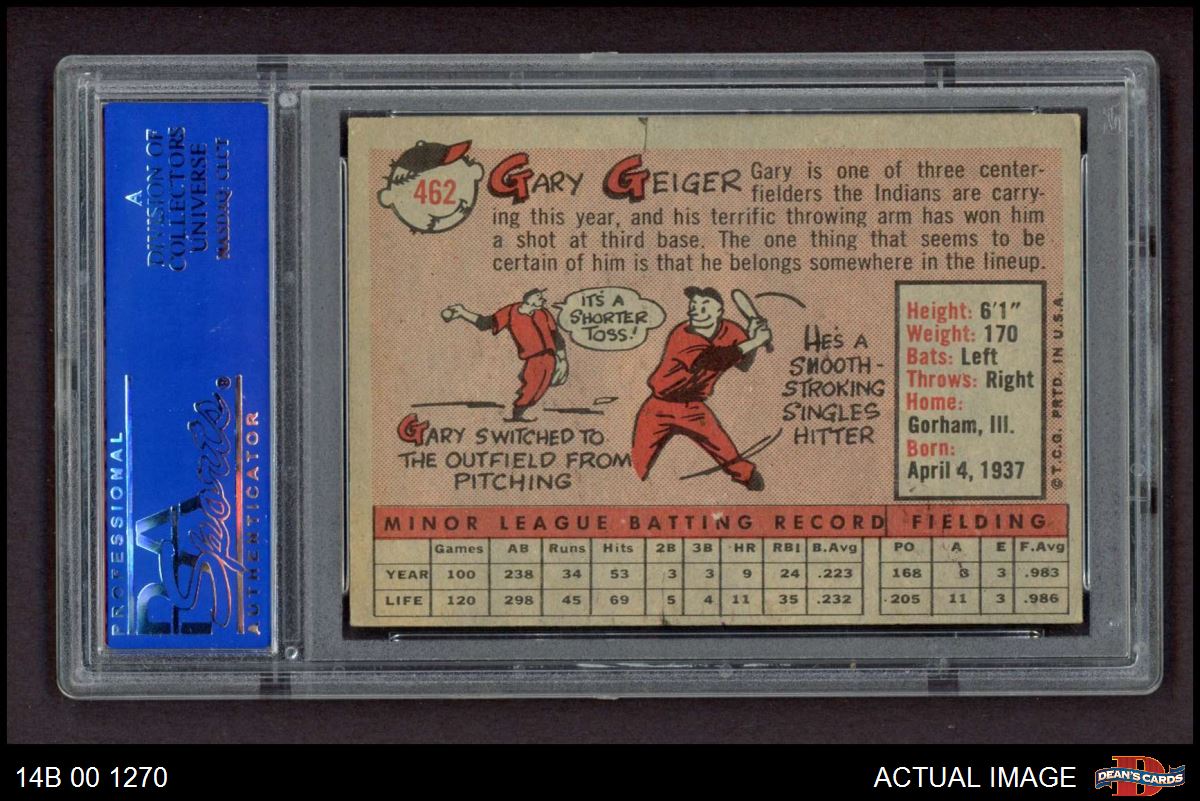 A
DIVISION OF
COLLECTORS
UNIVERSE
NASDAQ: CLCT
PROFESSIONAL
PSA
Sports®
AUTHENTICATOR
462
GARY GEIGER
Gary is one of three center-
fielders the Indians are carry-
ing this year, and his terrific throwing arm has won him
a shot at third base. The one thing that seems to be
certain of him is that he belongs somewhere in the lineup.
IT'S A
SHORTER
TOSS!
GARY SWITCHED TO
THE OUTFIELD FROM
PITCHING
HE'S A
SMOOTH-
STROKING
SINGLES
HITTER
Height: 6'1"
Weight: 170
Bats: Left
Throws: Right
Home:
Gorham, Ill.
Born:
April 4, 1937
© T.C.G. PRTD. IN U.S.A.
MINOR LEAGUE BATTING RECORD FIELDING
Games AB Runs Hits 2B 3B HR RBI B.Avg PO A E F.Avg
YEAR 100 238 34 53 3 3 9 24 .223 168 8 3 .983
LIFE 120 298 45 69 5 4 11 35 .232 205 11 3 .986
14B 00 1270
ACTUAL IMAGE
DEAN'S CARDS